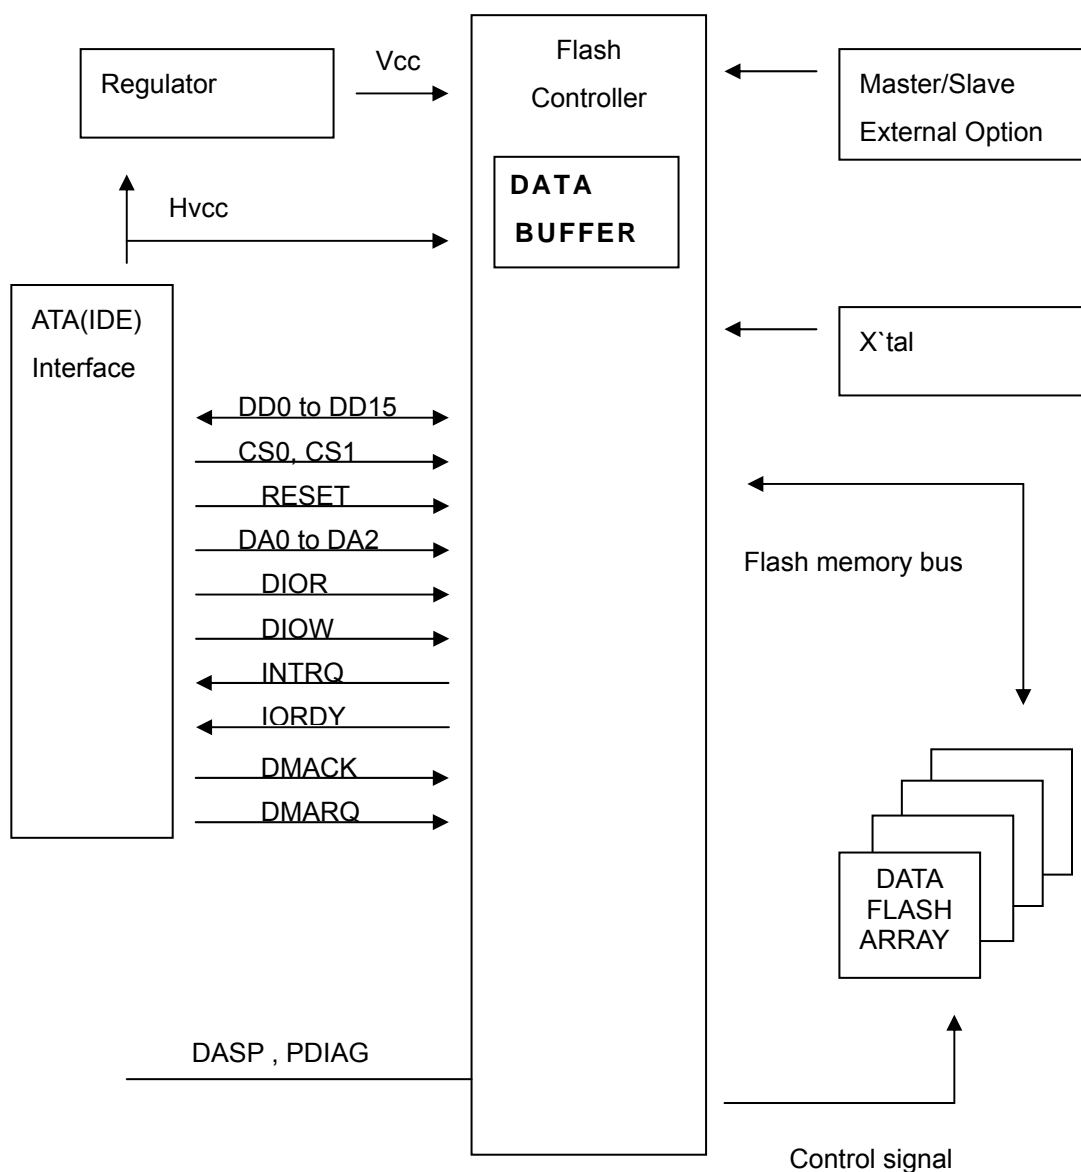 Regulator
Vcc
Flash
Controller
Master/Slave
External Option
DATA
BUFFER
Hvcc
ATA(IDE)
Interface
X`tal
DD0 to DD15
CS0, CS1
RESET
DA0 to DA2
DIOR
DIOW
INTRQ
IORDY
DMACK
DMARQ
Flash memory bus
DATA
FLASH
ARRAY
DASP , PDIAG
Control signal